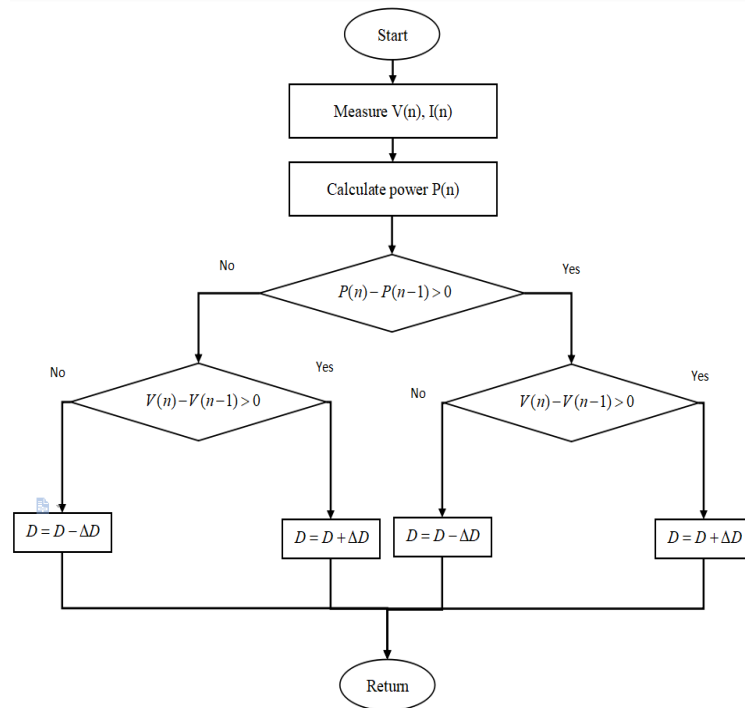 Start
Measure V(n), I(n)
Calculate power P(n)
No
Yes
P(n)−P(n−1)>0
No
Yes
No
Yes
V(n)−V(n−1)>0
V(n)−V(n−1)>0
D=D−ΔD
D=D+ΔD
D=D−ΔD
D=D+ΔD
Return